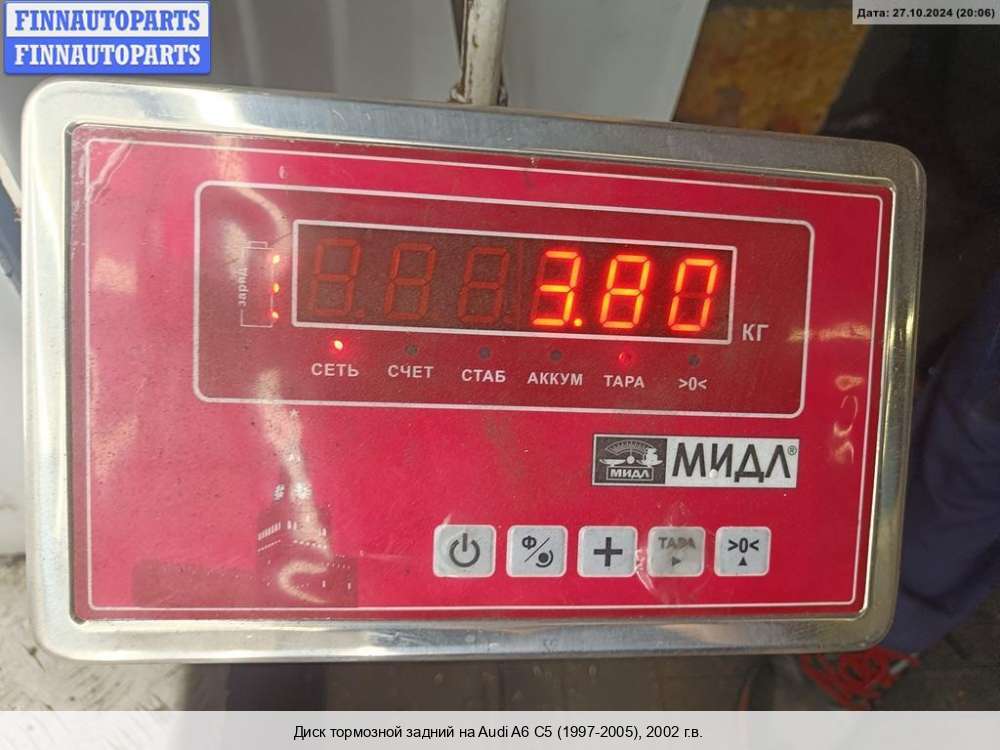 FINNAUTOPARTS
FINNAUTOPARTS
Дата: 27.10.2024 (20:06)
заряд
3.80
КГ
СЕТЬ СЧЕТ СТАБ АККУМ ТАРА >0<
МИДЛ МИДЛ®
Ф ТАРА >0<
Диск тормозной задний на Audi A6 C5 (1997-2005), 2002 г.в.